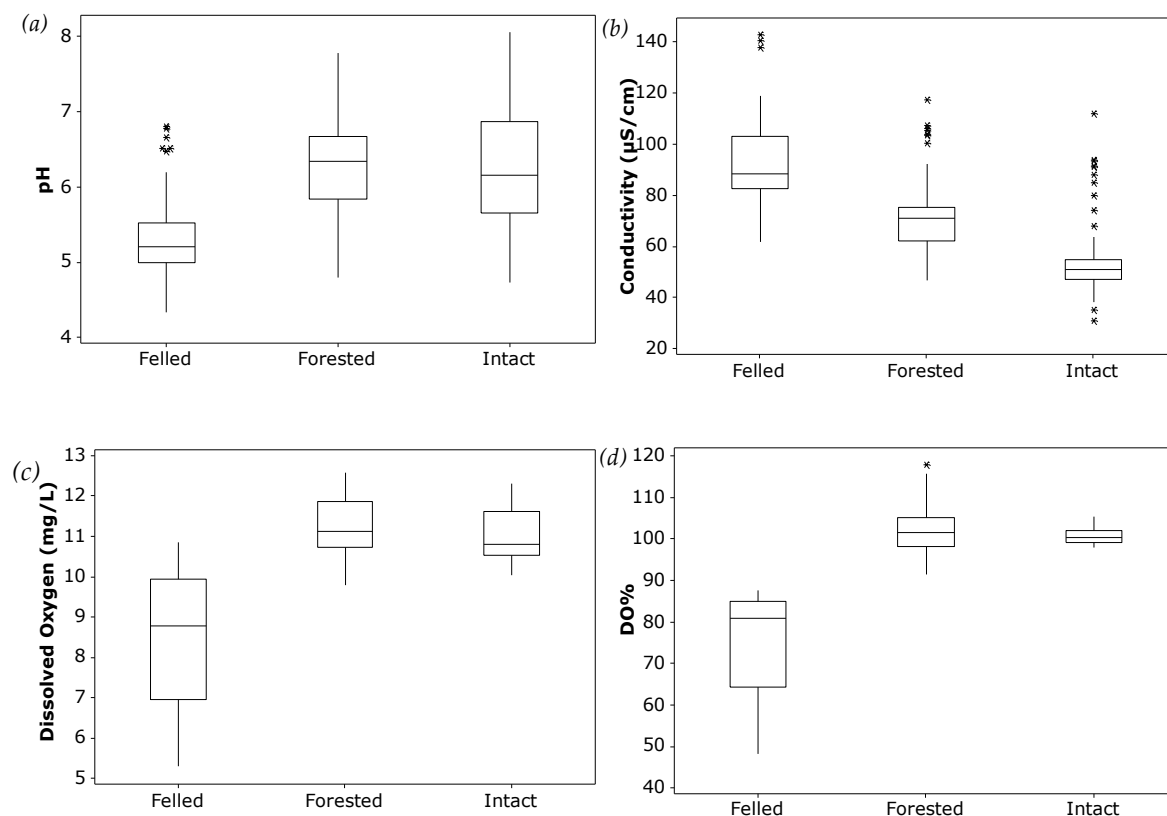 (a)
pH
8
7
6
5
4
Felled Forested Intact
(b)
Conductivity (µS/cm)
140
120
100
80
60
40
20
Felled Forested Intact
(c)
Dissolved Oxygen (mg/L)
13
12
11
10
9
8
7
6
5
Felled Forested Intact
(d)
DO%
120
110
100
90
80
70
60
50
40
Felled Forested Intact